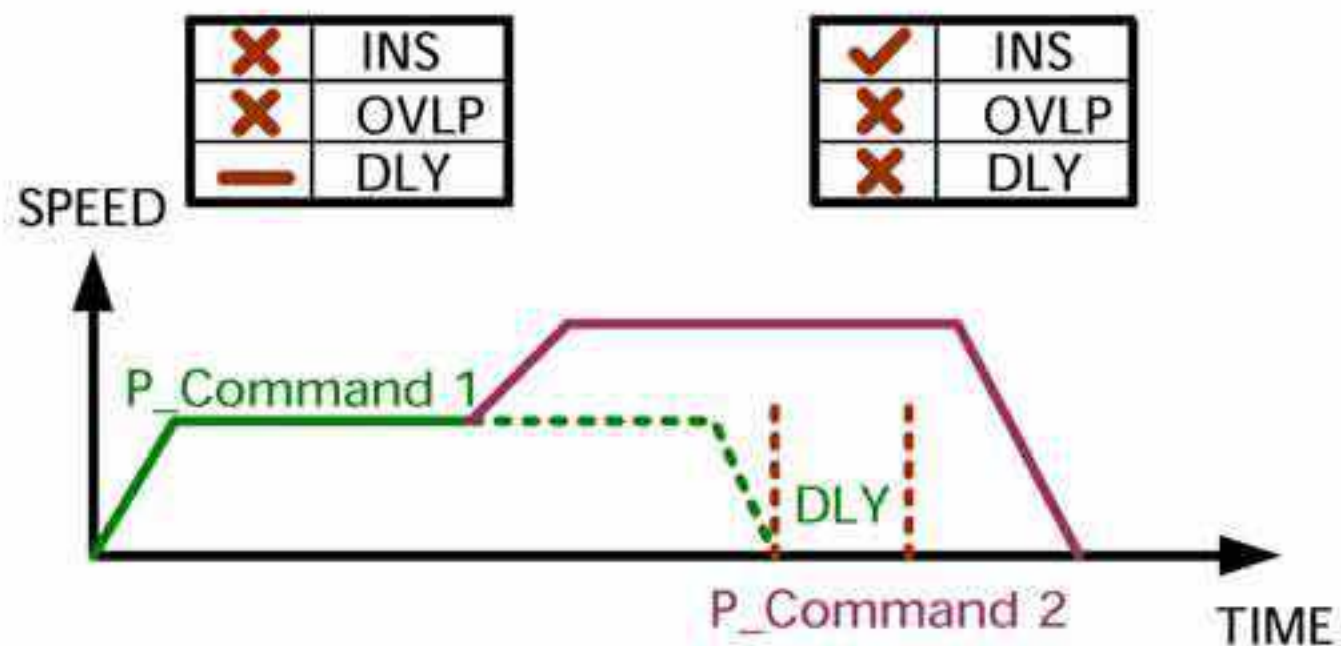 INS
OVLP
DLY
INS
OVLP
DLY
SPEED
P_Command 1
DLY
P_Command 2
TIME